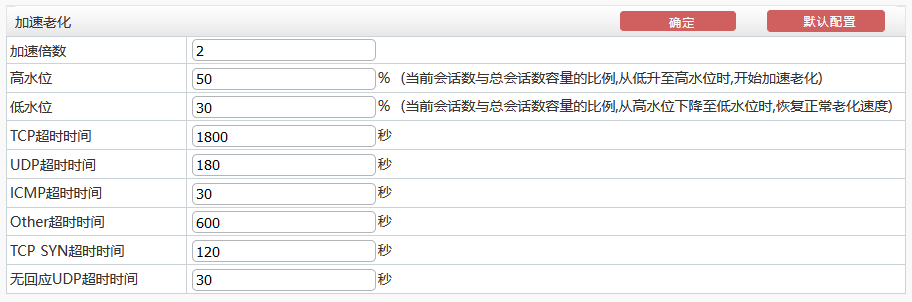 加速老化 确定 默认配置
加速倍数 2
高水位 50 % (当前会话数与总会话数容量的比例,从低升至高水位时,开始加速老化)
低水位 30 % (当前会话数与总会话数容量的比例,从高水位下降至低水位时,恢复正常老化速度)
TCP超时时间 1800 秒
UDP超时时间 180 秒
ICMP超时时间 30 秒
Other超时时间 600 秒
TCP SYN超时时间 120 秒
无回应UDP超时时间 30 秒